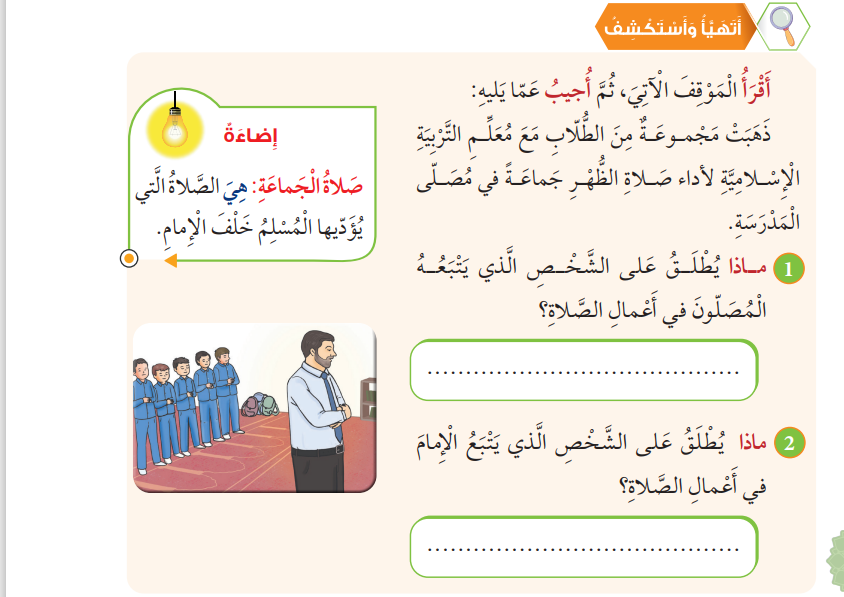 أَتَهَيَّأُ وَأَسْتَكْشِفُ
أَقْرَأُ الْمَوْقِفَ الْآتِيَ، ثُمَّ أُجيبُ عَمّا يَليهِ:
ذَهَبَتْ مَجْموعَةٌ مِنَ الطُّلّابِ مَعَ مُعَلِّمِ التَّرْبِيَةِ
الْإِسْلامِيَّةِ لأداء صَلاةِ الظُّهْرِ جَماعَةً في مُصَلّى
الْمَدْرَسَةِ.
إِضاءَةٌ
صَلاةُ الْجَماعَةِ: هِيَ الصَّلاةُ الَّتي
يُؤَدّيها الْمُسْلِمُ خَلْفَ الْإِمامِ.
1 ماذا يُطْلَقُ عَلى الشَّخْصِ الَّذي يَتْبَعُهُ
الْمُصَلّونَ في أَعْمالِ الصَّلاةِ؟
........................................
2 ماذا يُطْلَقُ عَلى الشَّخْصِ الَّذي يَتْبَعُ الْإِمامَ
في أَعْمالِ الصَّلاةِ؟
........................................